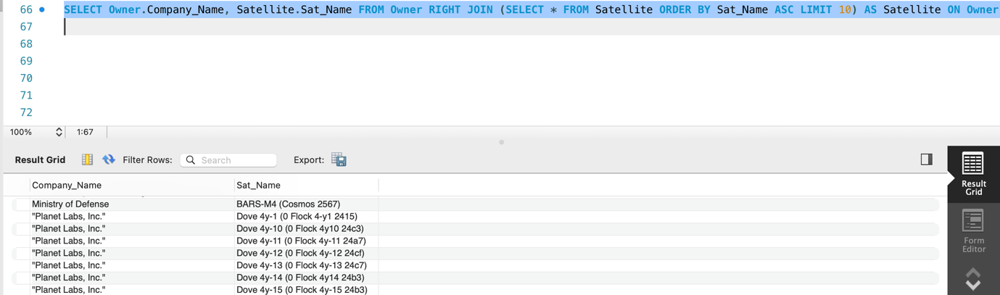 66 SELECT Owner.Company_Name, Satellite.Sat_Name FROM Owner RIGHT JOIN (SELECT * FROM Satellite ORDER BY Sat_Name ASC LIMIT 10) AS Satellite ON Owner
67
68
69
70
71
72
100% 1:67
Result Grid Filter Rows: Search Export:
Result Grid
Form Editor
Company_Name Sat_Name
Ministry of Defense BARS-M4 (Cosmos 2567)
"Planet Labs, Inc." Dove 4y-1 (0 Flock 4-y1 2415)
"Planet Labs, Inc." Dove 4y-10 (0 Flock 4y10 24c3)
"Planet Labs, Inc." Dove 4y-11 (0 Flock 4y-11 24a7)
"Planet Labs, Inc." Dove 4y-12 (0 Flock 4y-12 24cf)
"Planet Labs, Inc." Dove 4y-13 (0 Flock 4y-13 24c7)
"Planet Labs, Inc." Dove 4y-14 (0 Flock 4y14 24b3)
"Planet Labs, Inc." Dove 4y-15 (0 Flock 4y-15 24b3)